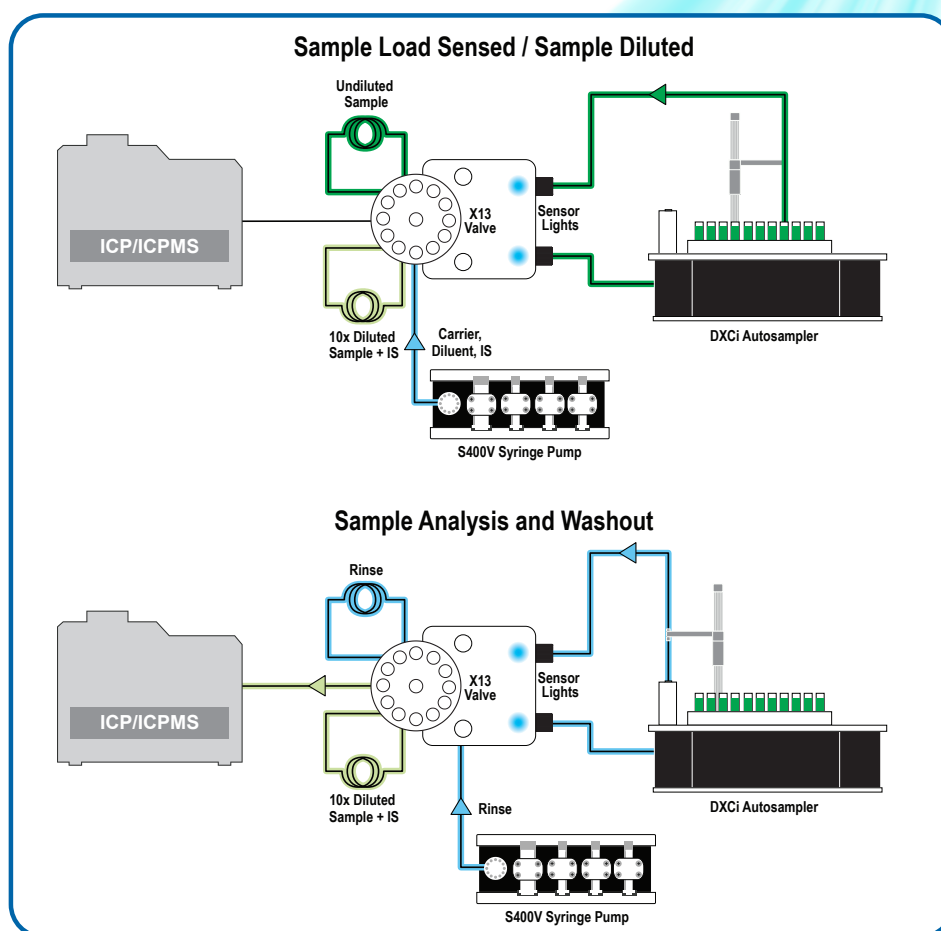 Sample Load Sensed / Sample Diluted
Undiluted
Sample
ICP/ICPMS
X13
Valve
Sensor
Lights
10x Diluted
Sample + IS
Carrier,
Diluent, IS
DXCi Autosampler
S400V Syringe Pump
Sample Analysis and Washout
Rinse
ICP/ICPMS
X13
Valve
Sensor
Lights
10x Diluted
Sample + IS
Rinse
DXCi Autosampler
S400V Syringe Pump